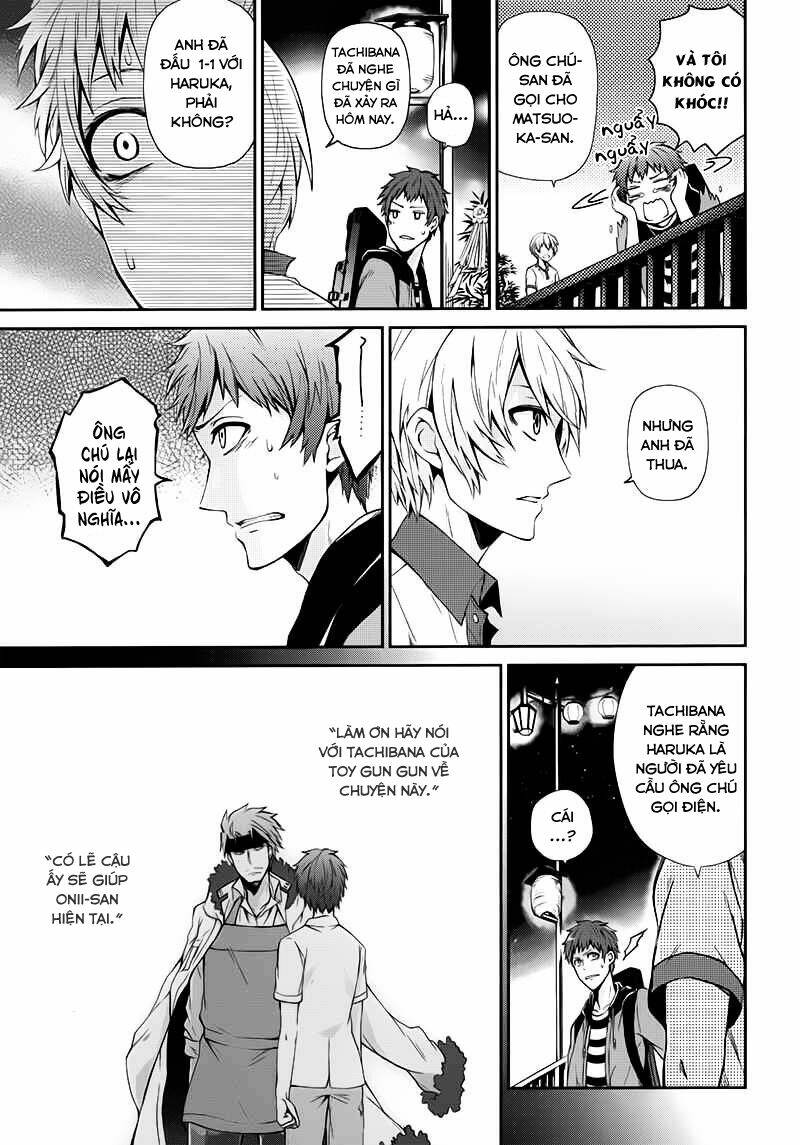 VÀ TÔI
KHÔNG CÓ
KHÓC!!
nguẩy
nguẩy
ÔNG CHÚ-
SAN ĐÃ
GỌI CHO
MATSUO-
KA-SAN.
TACHIBANA
ĐÃ NGHE
CHUYỆN GÌ
ĐÃ XẢY RA
HÔM NAY.
HẢ...
ANH ĐÃ
ĐẤU 1-1 VỚI
HARUKA,
PHẢI
KHÔNG?
NHƯNG
ANH ĐÃ
THUA.
......
ÔNG
CHÚ LẠI
NÓI MẤY
ĐIỀU VÔ
NGHĨA...
TACHIBANA
NGHE RẰNG
HARUKA LÀ
NGƯỜI ĐÃ YÊU
CẦU ÔNG CHÚ
GỌI ĐIỆN.
CÁI
...?
"LÀM ƠN HÃY NÓI
VỚI TACHIBANA CỦA
TOY GUN GUN VỀ
CHUYỆN NÀY."
"CÓ LẼ CẬU
ẤY SẼ GIÚP
ONII-SAN
HIỆN TẠI."